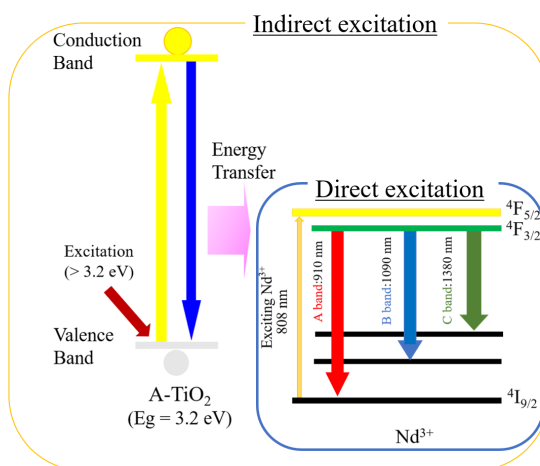 Indirect excitation
Conduction
Band
Energy
Transfer
Direct excitation
⁴F₅/₂
⁴F₃/₂
Excitation
(> 3.2 eV)
Exciting Nd³⁺
808 nm
A band:910 nm
B band:1090 nm
C band:1380 nm
Valence
Band
A-TiO₂
(Eg = 3.2 eV)
⁴I₉/₂
Nd³⁺